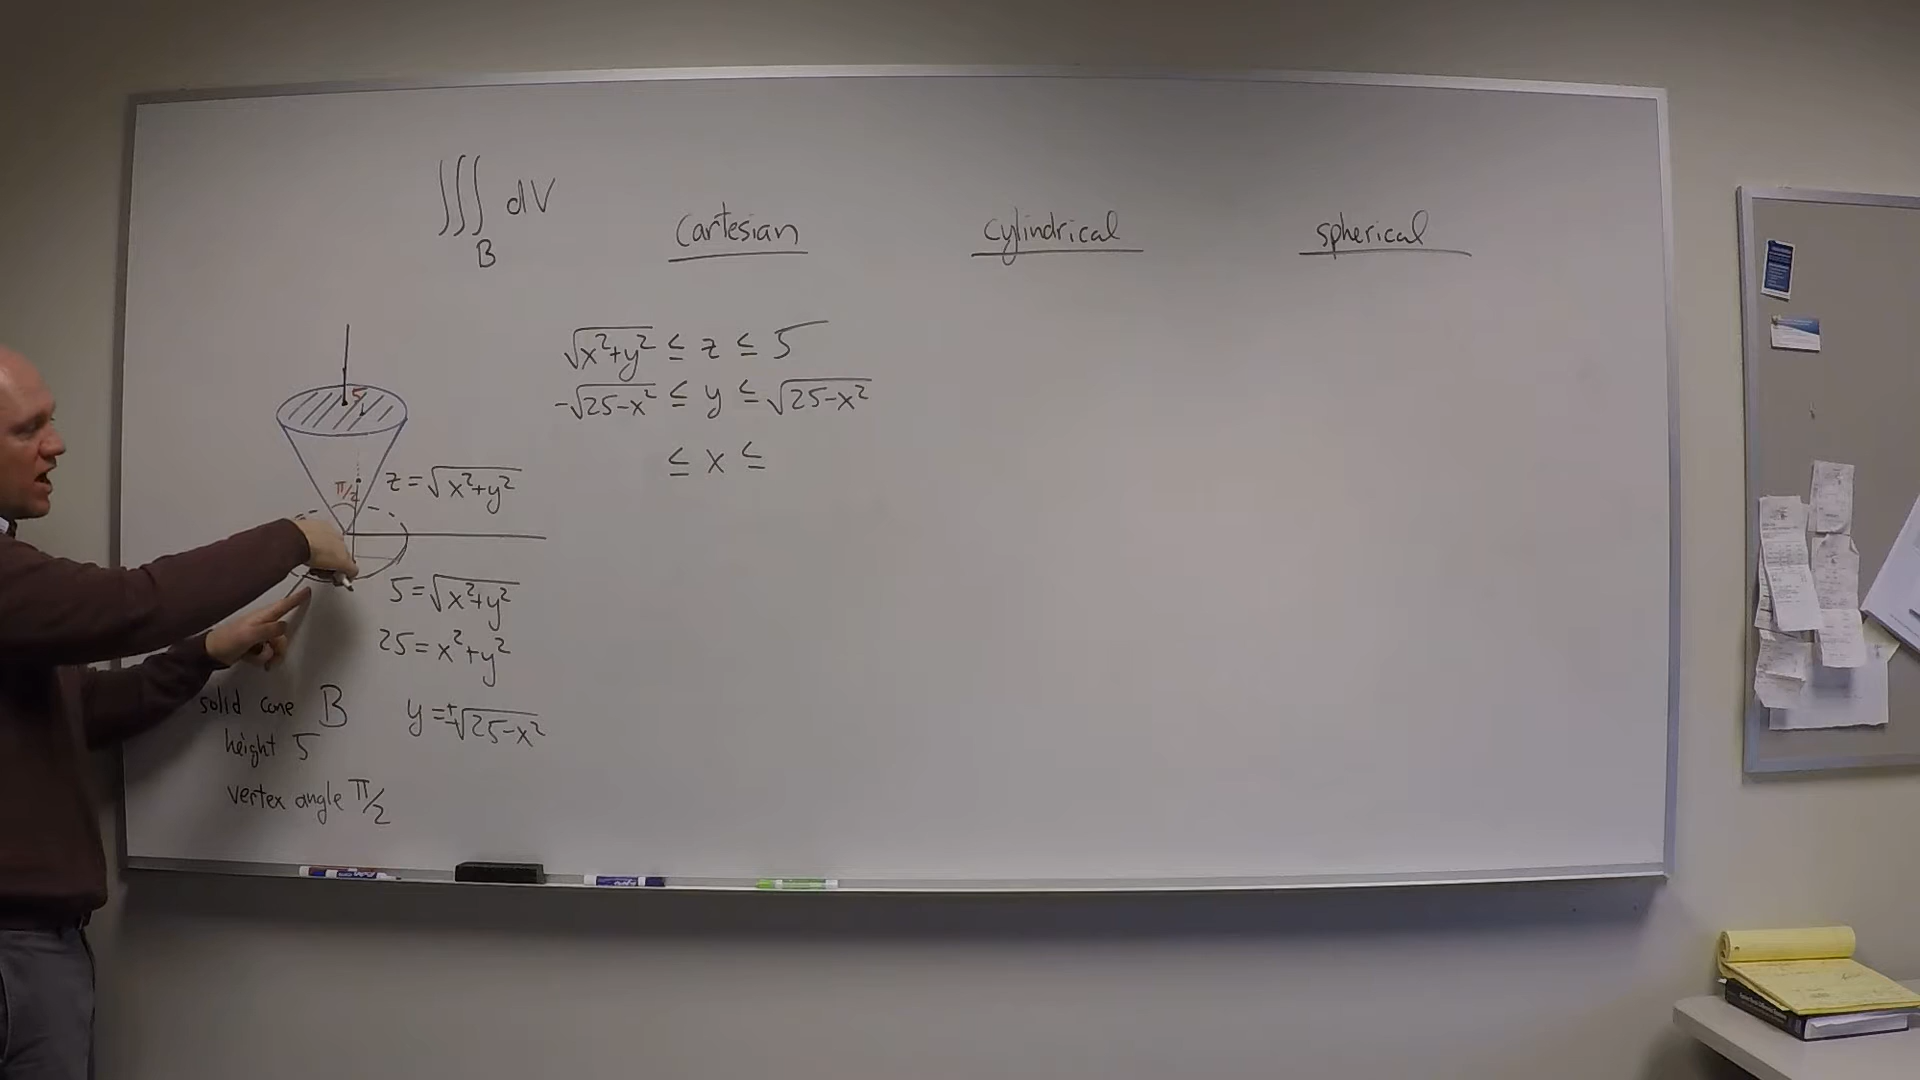 ∭ dV
B
Cartesian
cylindrical
spherical
√(x²+y²) ≤ z ≤ 5
-√(25-x²) ≤ y ≤ √(25-x²)
≤ x ≤
5
π/2
z = √(x²+y²)
5 = √(x²+y²)
25 = x²+y²
y = ±√(25-x²)
solid cone B
height 5
vertex angle π/2